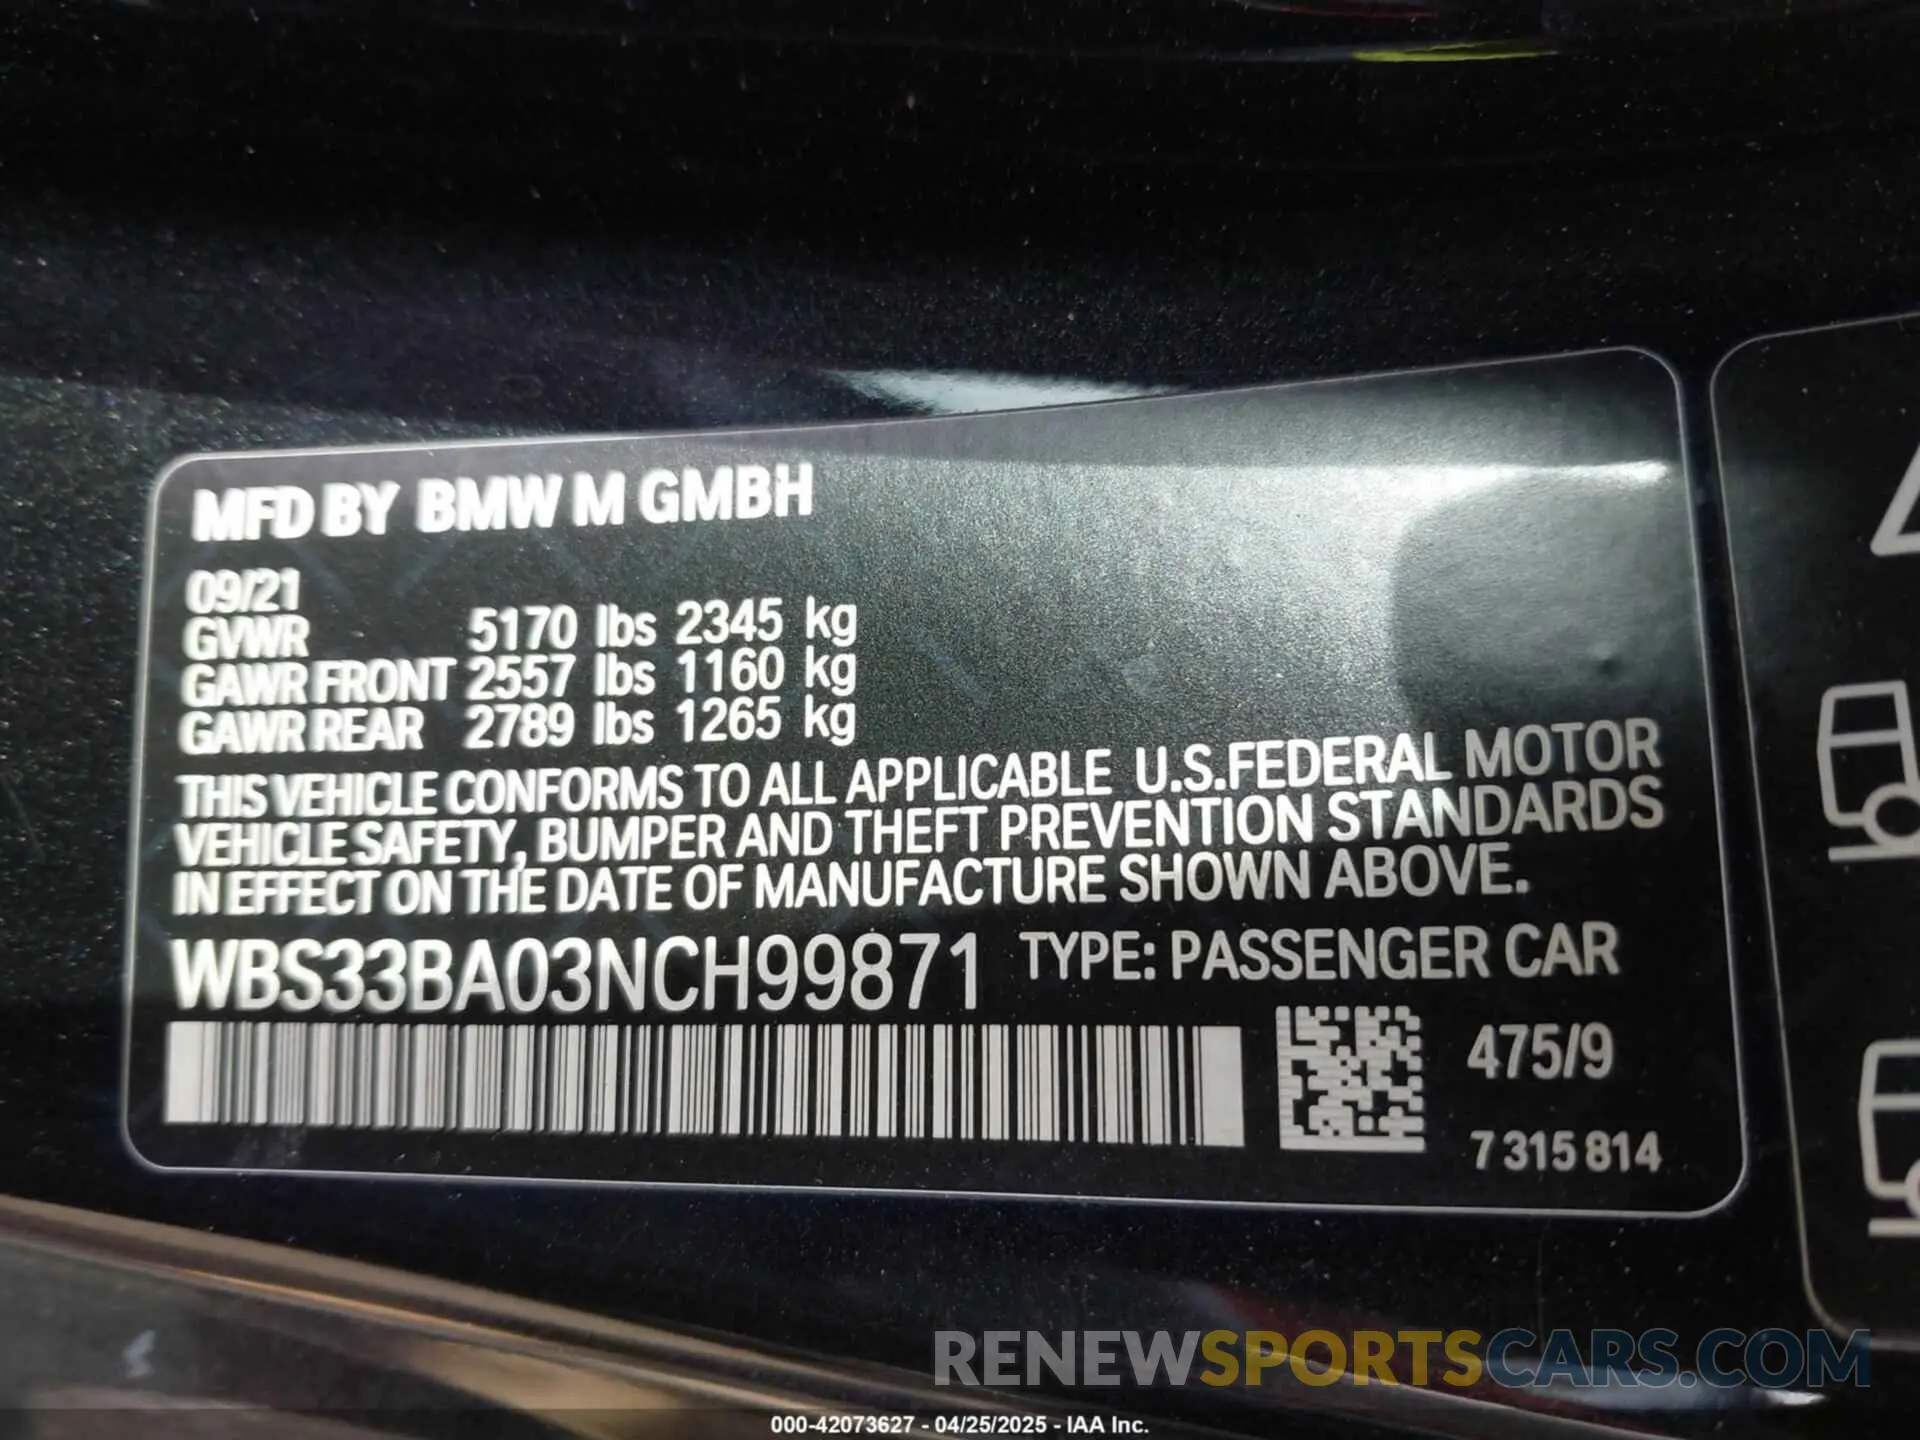 MFD BY BMW M GMBH
09/21
GVWR 5170 lbs 2345 kg
GAWR FRONT 2557 lbs 1160 kg
GAWR REAR 2789 lbs 1265 kg
THIS VEHICLE CONFORMS TO ALL APPLICABLE U.S.FEDERAL MOTOR
VEHICLE SAFETY, BUMPER AND THEFT PREVENTION STANDARDS
IN EFFECT ON THE DATE OF MANUFACTURE SHOWN ABOVE.
WBS33BA03NCH99871 TYPE: PASSENGER CAR
475/9
7 315 814
RENEWSPORTSCARS.COM
000-42073627 - 04/25/2025 - IAA Inc.